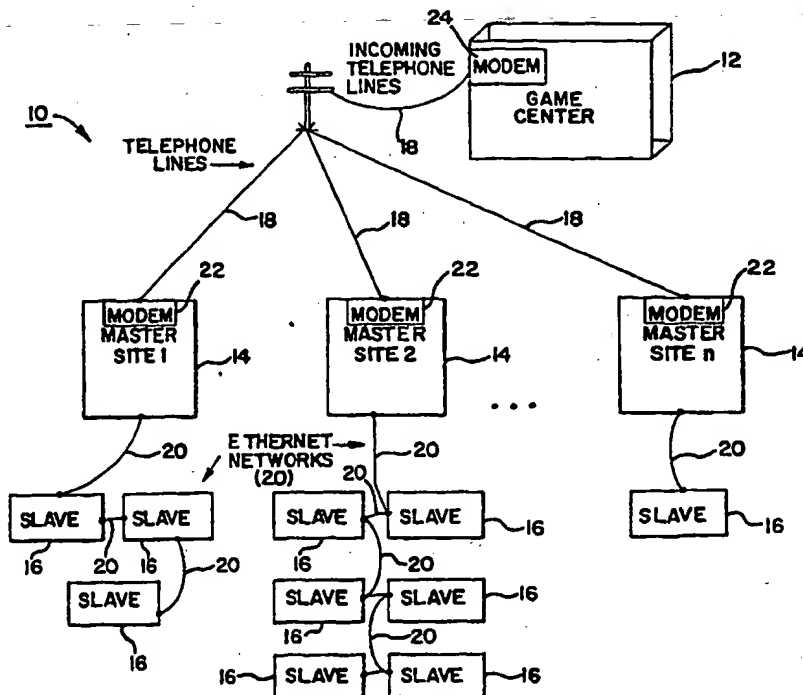 24
INCOMING
TELEPHONE
LINES
MODEM
12
GAME
CENTER
18
10
TELEPHONE
LINES
18
18
18
22
22
22
MODEM
MASTER
SITE 1
14
MODEM
MASTER
SITE 2
14
MODEM
MASTER
SITE n
14
...
20
ETHERNET
NETWORKS
(20)
20
20
20
SLAVE
SLAVE
SLAVE
SLAVE
SLAVE
16
20
16
20
16
20
16
16
SLAVE
SLAVE
SLAVE
16
16
20
16
SLAVE
SLAVE
16
16